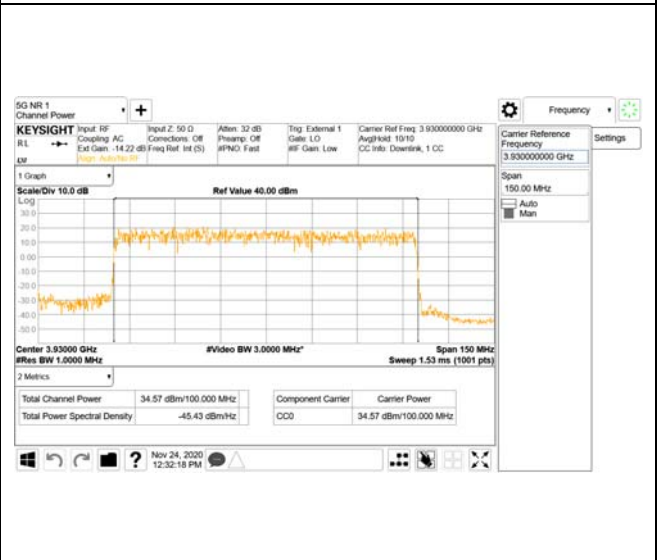 5G NR 1
Channel Power
Frequency
KEYSIGHT
RL
Input: RF
Coupling: AC
Ext Gain: -14.22 dB
Align: Auto/No RF
Input Z: 50 Ω
Corrections: Off
Freq Ref: Int (S)
Atten: 32 dB
Preamp: Off
#PNO: Fast
Trig: External 1
Gate: LO
#IF Gain: Low
Carrier Ref Freq: 3.930000000 GHz
Avg|Hold: 10/10
CC Info: Downlink, 1 CC
Carrier Reference
Frequency
3.930000000 GHz
Settings
Span
150.00 MHz
Auto
Man
1 Graph
Scale/Div 10.0 dB
Ref Value 40.00 dBm
Log
30.0
20.0
10.0
0.00
-10.0
-20.0
-30.0
-40.0
-50.0
Center 3.93000 GHz
#Video BW 3.0000 MHz*
Span 150 MHz
#Res BW 1.0000 MHz
Sweep 1.53 ms (1001 pts)
2 Metrics
Total Channel Power 34.57 dBm/100.000 MHz
Total Power Spectral Density -45.43 dBm/Hz
Component Carrier Carrier Power
CC0 34.57 dBm/100.000 MHz
Nov 24, 2020
12:32:18 PM